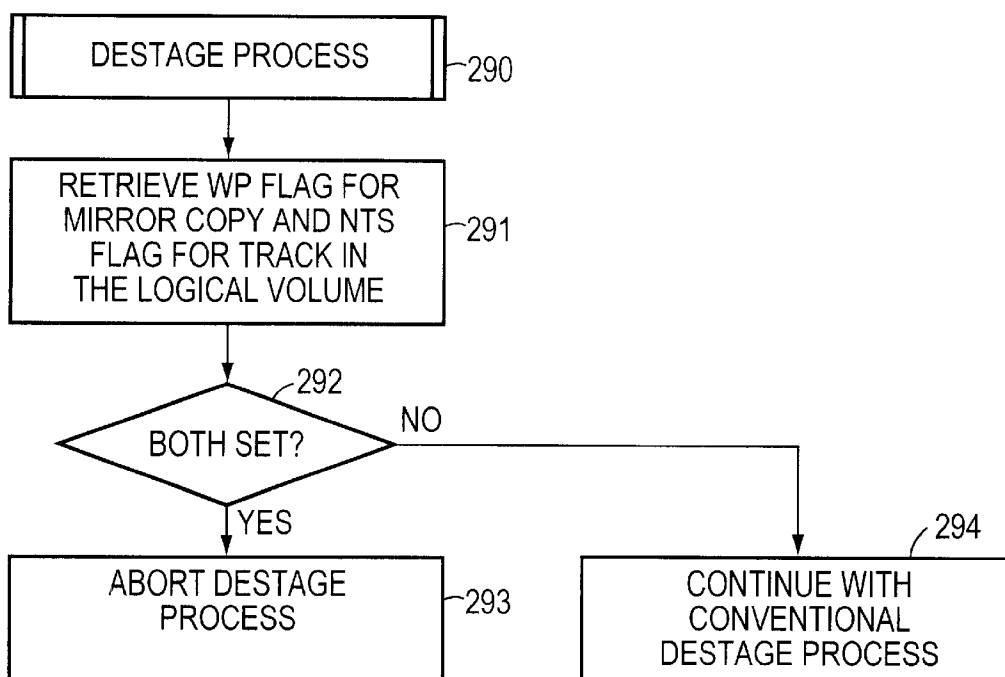 DESTAGE PROCESS
290
RETRIEVE WP FLAG FOR
MIRROR COPY AND NTS
FLAG FOR TRACK IN
THE LOGICAL VOLUME
291
292
BOTH SET?
NO
YES
ABORT DESTAGE
PROCESS
293
294
CONTINUE WITH
CONVENTIONAL
DESTAGE PROCESS